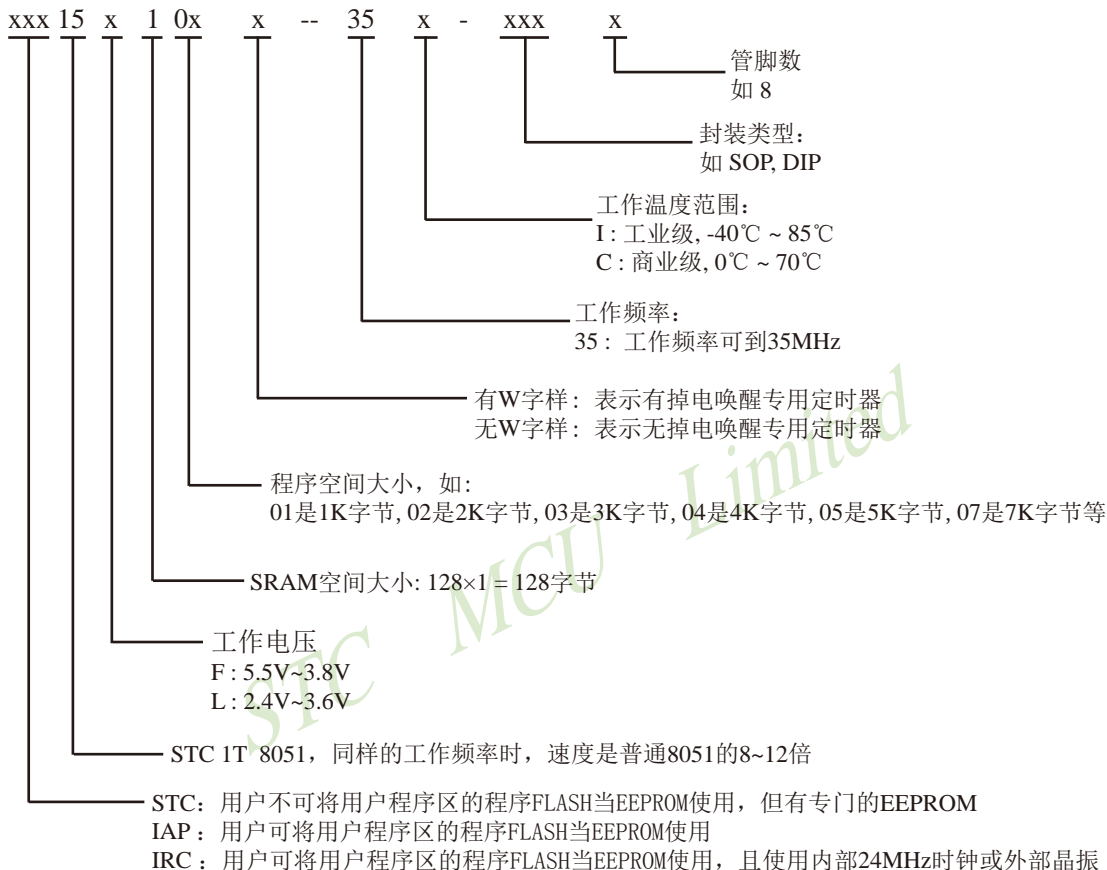 xxx 15 x 1 0x x -- 35 x - xxx x
管脚数
如 8
封装类型：
如 SOP, DIP
工作温度范围：
I : 工业级, -40℃ ~ 85℃
C : 商业级, 0℃ ~ 70℃
工作频率：
35 : 工作频率可到35MHz
有W字样：表示有掉电唤醒专用定时器
无W字样：表示无掉电唤醒专用定时器
程序空间大小，如:
01是1K字节, 02是2K字节, 03是3K字节, 04是4K字节, 05是5K字节, 07是7K字节等
SRAM空间大小: 128×1 = 128字节
工作电压
F : 5.5V~3.8V
L : 2.4V~3.6V
STC 1T 8051，同样的工作频率时，速度是普通8051的8~12倍
STC：用户不可将用户程序区的程序FLASH当EEPROM使用，但有专门的EEPROM
IAP：用户可将用户程序区的程序FLASH当EEPROM使用
IRC：用户可将用户程序区的程序FLASH当EEPROM使用，且使用内部24MHz时钟或外部晶振
STC MCU Limited